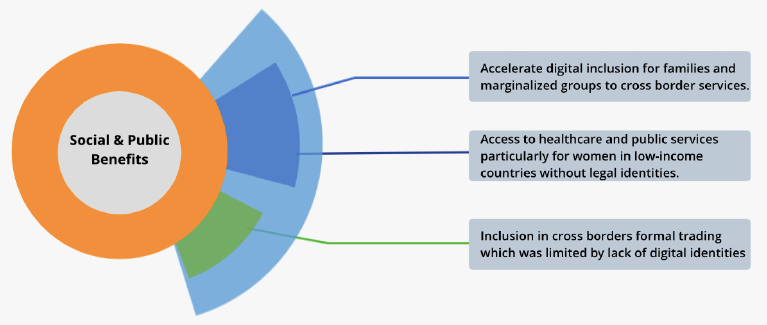 Social & Public
Benefits
Accelerate digital inclusion for families and
marginalized groups to cross border services.
Access to healthcare and public services
particularly for women in low-income
countries without legal identities.
Inclusion in cross borders formal trading
which was limited by lack of digital identities